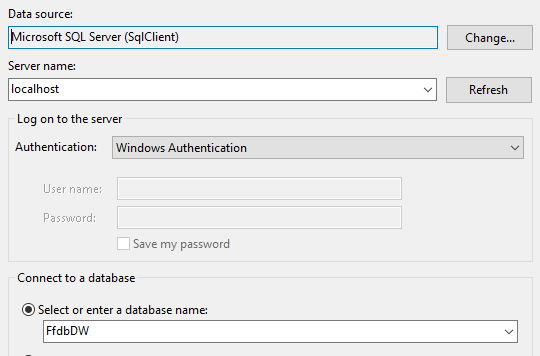 Data source:
Microsoft SQL Server (SqlClient)
Change...
Server name:
localhost
Refresh
Log on to the server
Authentication:
Windows Authentication
User name:
Password:
Save my password
Connect to a database
Select or enter a database name:
FfdbDW